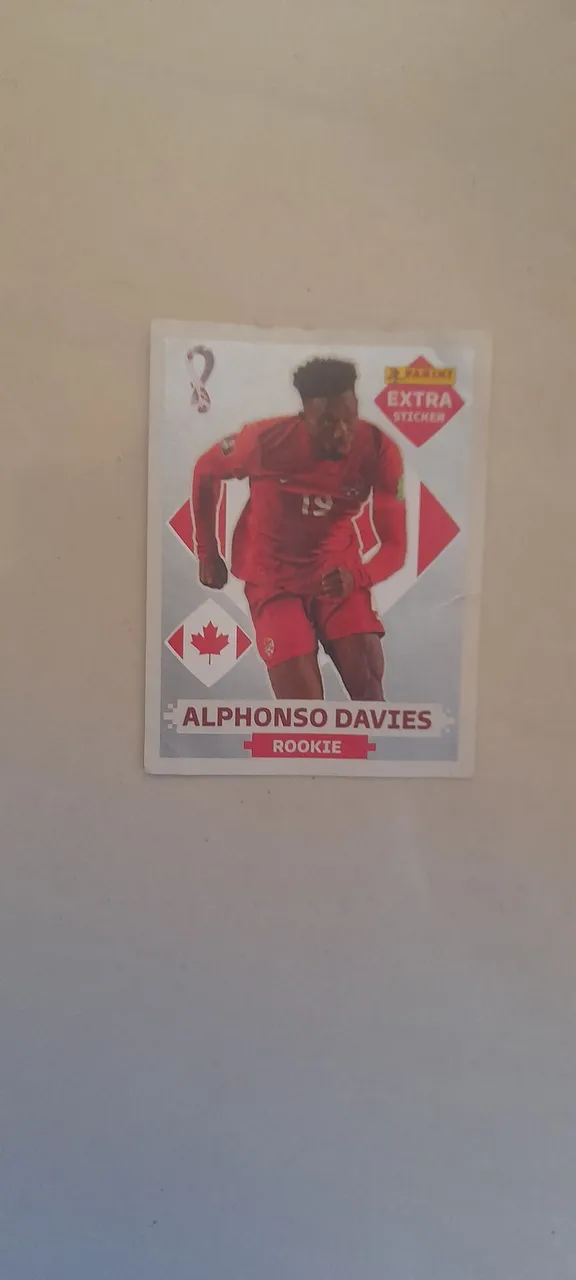 PANINI
EXTRA
STICKER
19
ALPHONSO DAVIES
ROOKIE